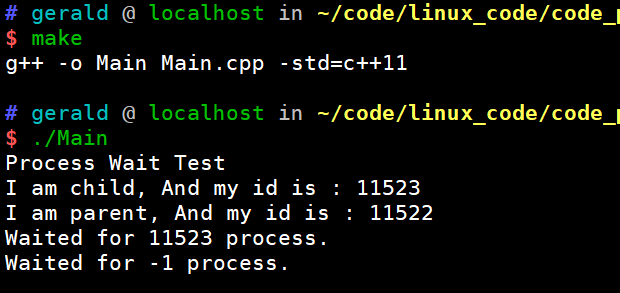 # gerald @ localhost in ~/code/linux_code/code_
$ make
g++ -o Main Main.cpp -std=c++11
# gerald @ localhost in ~/code/linux_code/code_
$ ./Main
Process Wait Test
I am child, And my id is : 11523
I am parent, And my id is : 11522
Waited for 11523 process.
Waited for -1 process.